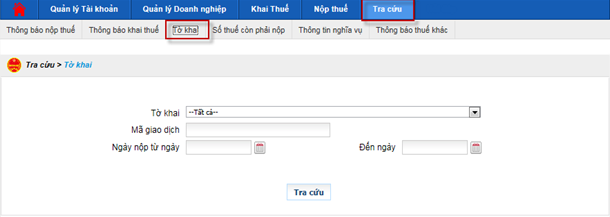 Quản lý Tài khoản Quản lý Doanh nghiệp Khai Thuế Nộp thuế Tra cứu
Thông báo nộp thuế Thông báo khai thuế Tờ khai Số thuế còn phải nộp Thông tin nghĩa vụ Thông báo thuế khác
Tra cứu > Tờ khai
Tờ khai --Tất cả--
Mã giao dịch
Ngày nộp từ ngày Đến ngày
Tra cứu